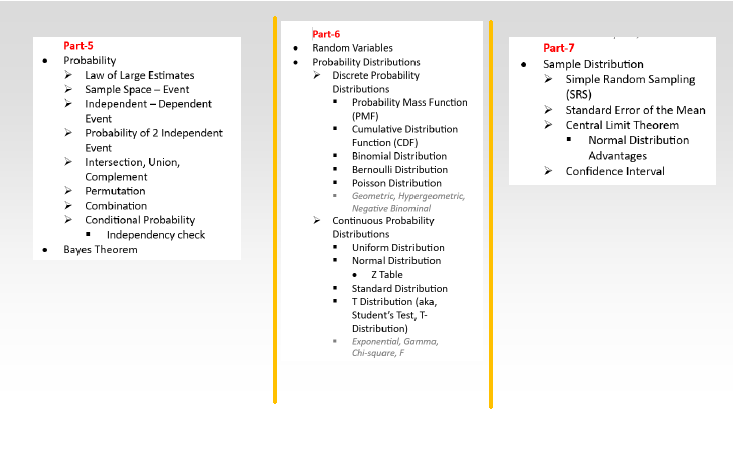 Part-5
• Probability
➢ Law of Large Estimates
➢ Sample Space – Event
➢ Independent – Dependent
Event
➢ Probability of 2 Independent
Event
➢ Intersection, Union,
Complement
➢ Permutation
➢ Combination
➢ Conditional Probability
▪ Independency check
• Bayes Theorem
Part-6
• Random Variables
• Probability Distributions
➢ Discrete Probability
Distributions
▪ Probability Mass Function
(PMF)
▪ Cumulative Distribution
Function (CDF)
▪ Binomial Distribution
▪ Bernoulli Distribution
▪ Poisson Distribution
▪ Geometric, Hypergeometric,
Negative Binominal
➢ Continuous Probability
Distributions
▪ Uniform Distribution
▪ Normal Distribution
• Z Table
▪ Standard Distribution
▪ T Distribution (aka,
Student's Test, T-
Distribution)
▪ Exponential, Gamma,
Chi-square, F
Part-7
• Sample Distribution
➢ Simple Random Sampling
(SRS)
➢ Standard Error of the Mean
➢ Central Limit Theorem
▪ Normal Distribution
Advantages
➢ Confidence Interval